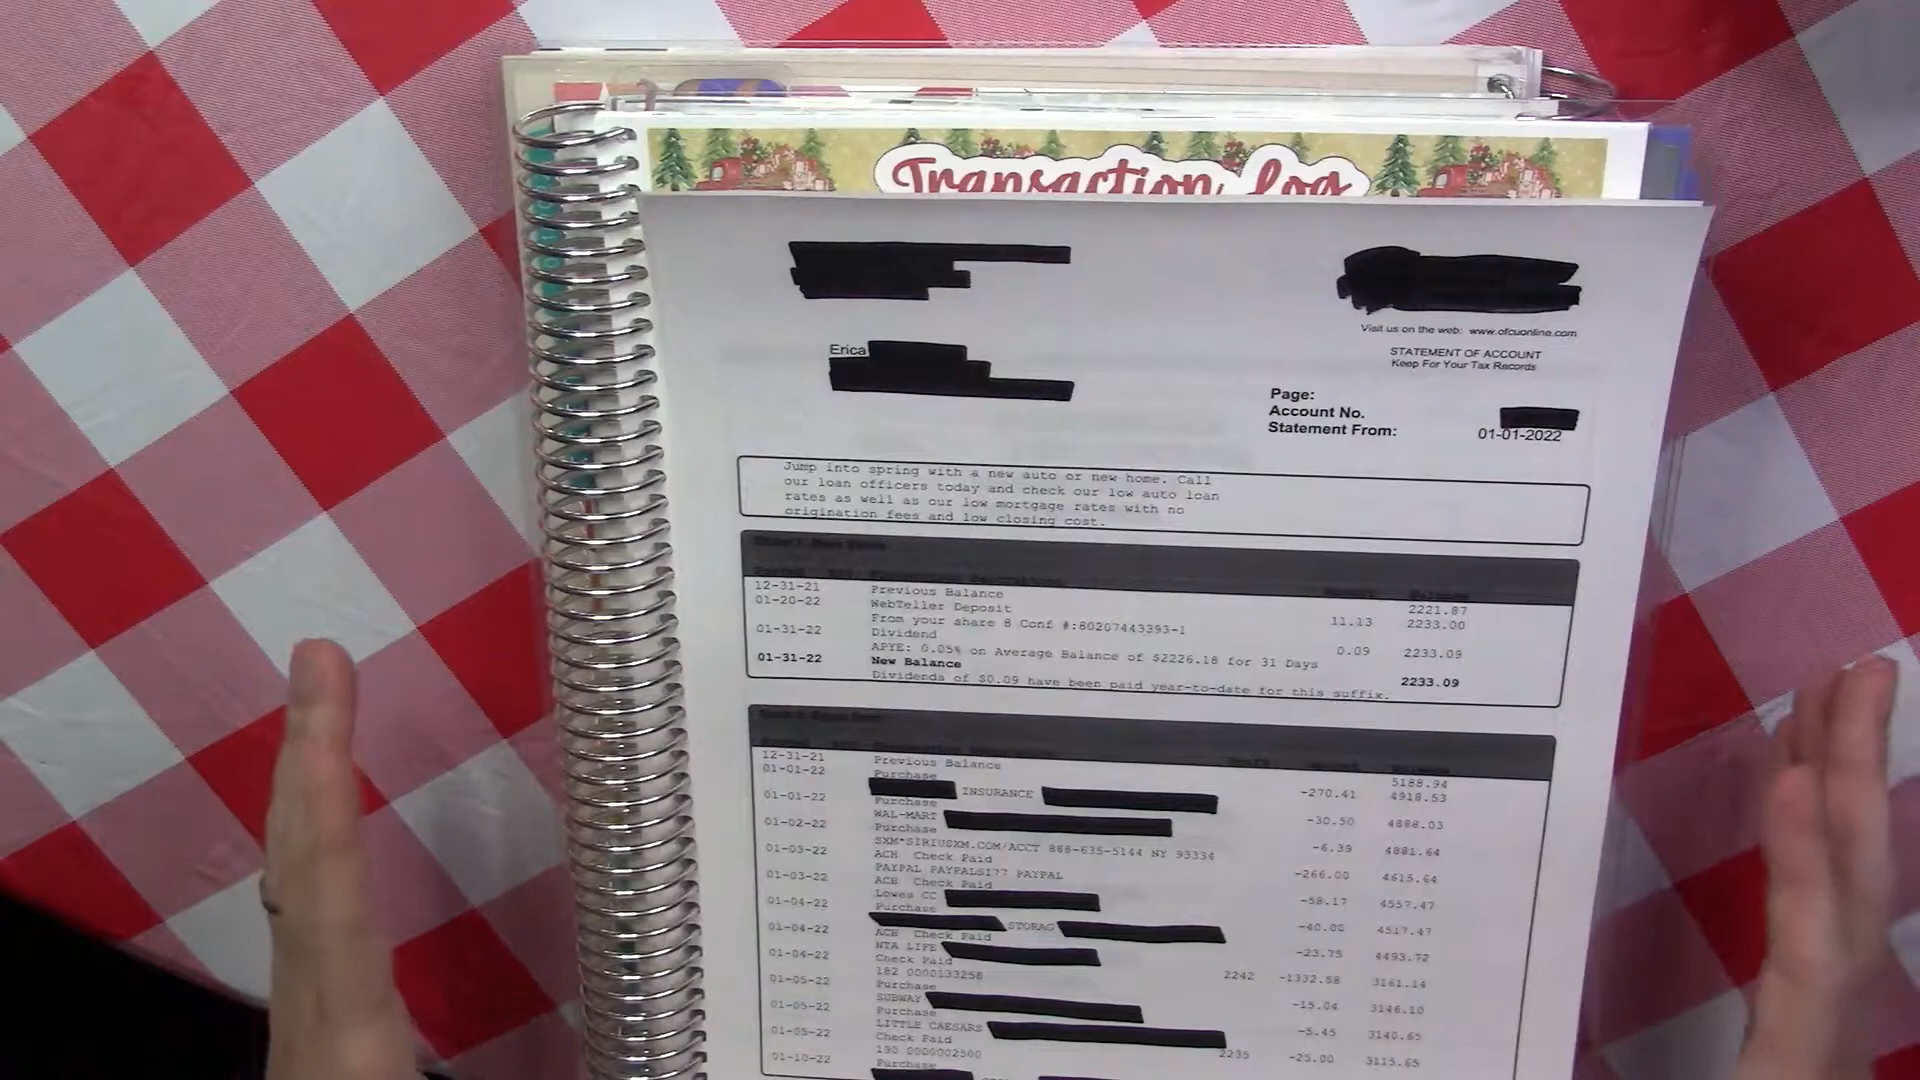 Transaction Log
Visit us on the web: www.ofcuonline.com
STATEMENT OF ACCOUNT
Keep For Your Tax Records
Erica
Page:
Account No.
Statement From: 01-01-2022
Jump into spring with a new auto or new home. Call
our loan officers today and check our low auto loan
rates as well as our low mortgage rates with no
origination fees and low closing cost.
12-31-21 Previous Balance 2221.87
01-20-22 WebTeller Deposit 11.13 2233.00
From your share 8 Conf #:80207443393-1
01-31-22 Dividend 0.09 2233.09
APYE: 0.05% on Average Balance of $2226.18 for 31 Days
01-31-22 New Balance 2233.09
Dividends of $0.09 have been paid year-to-date for this suffix.
12-31-21 Previous Balance 5188.94
01-01-22 Purchase -270.41 4918.53
INSURANCE
01-01-22 Purchase -30.50 4888.03
WAL-MART
01-02-22 Purchase -6.39 4881.64
SXM*SIRIUSXM.COM/ACCT 888-635-5144 NY 93334
01-03-22 ACH Check Paid -266.00 4615.64
PAYPAL PAYPALSI77 PAYPAL
01-03-22 ACH Check Paid -58.17 4557.47
Lowes CC
01-04-22 Purchase -40.00 4517.47
STORAG
01-04-22 ACH Check Paid -23.75 4493.72
NTA LIFE
01-04-22 Check Paid 2242 -1332.58 3161.14
182 0000133258
01-05-22 Purchase -15.04 3146.10
SUBWAY
01-05-22 Purchase -5.45 3140.65
LITTLE CAESARS
01-05-22 Check Paid 2235 -25.00 3115.65
190 0000002500
01-10-22 Purchase